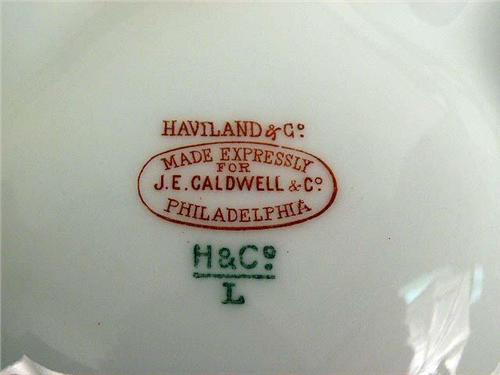 HAVILAND & Cº
MADE EXPRESSLY
FOR
J. E. CALDWELL & Cº.
PHILADELPHIA
H & Cº
L